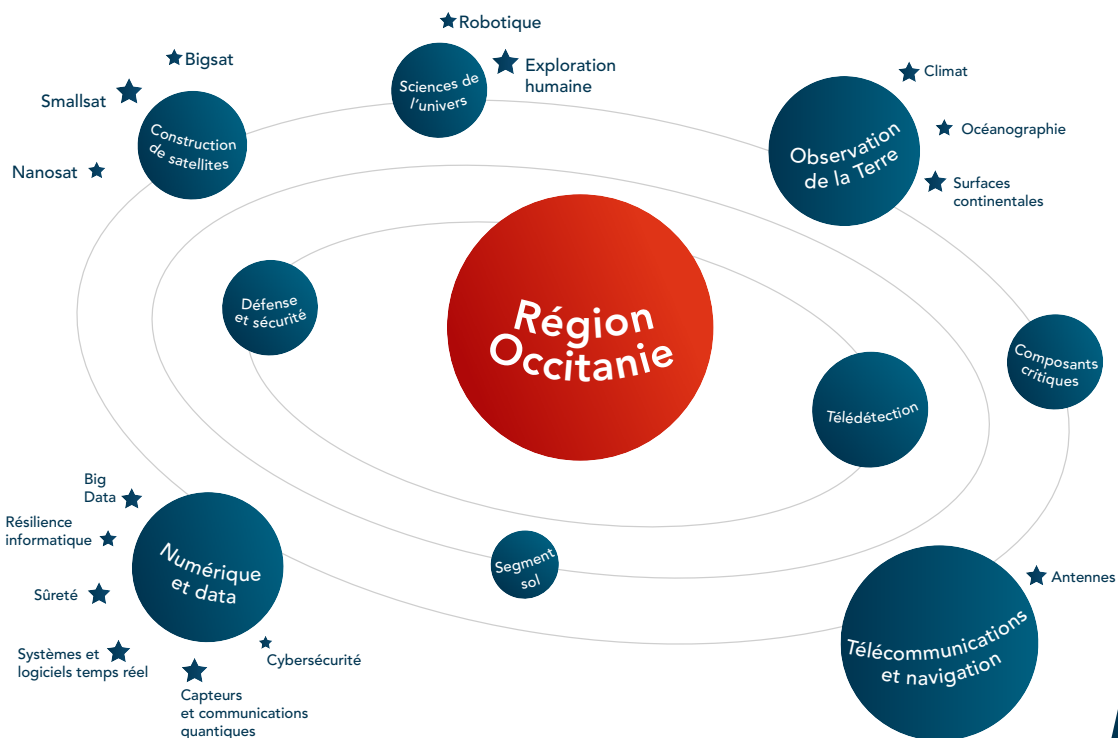 Robotique
Exploration
humaine
Sciences de
l'univers
Bigsat
Smallsat
Nanosat
Construction
de satellites
Climat
Océanographie
Surfaces
continentales
Observation
de la Terre
Défense
et sécurité
Région
Occitanie
Composants
critiques
Télédétection
Big
Data
Résilience
informatique
Sûreté
Systèmes et
logiciels temps réel
Capteurs
et communications
quantiques
Cybersécurité
Numérique
et data
Segment
sol
Antennes
Télécommunications
et navigation